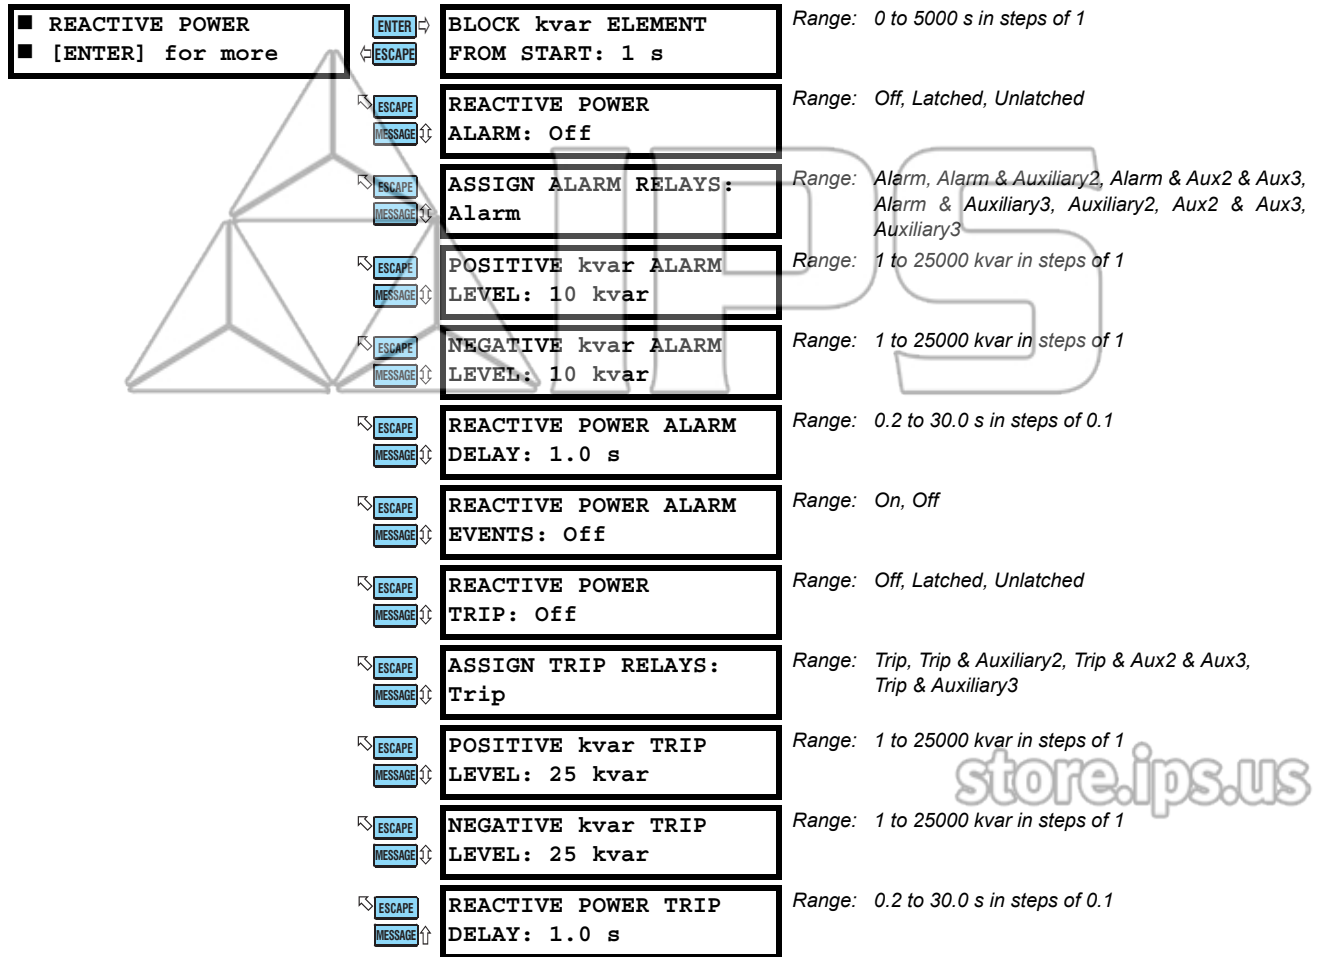 ■ REACTIVE POWER
■ [ENTER] for more
ENTER
ESCAPE
BLOCK kvar ELEMENT
FROM START: 1 s
Range: 0 to 5000 s in steps of 1
ESCAPE
MESSAGE
REACTIVE POWER
ALARM: Off
Range: Off, Latched, Unlatched
ESCAPE
MESSAGE
ASSIGN ALARM RELAYS:
Alarm
Range: Alarm, Alarm & Auxiliary2, Alarm & Aux2 & Aux3,
Alarm & Auxiliary3, Auxiliary2, Aux2 & Aux3,
Auxiliary3
ESCAPE
MESSAGE
POSITIVE kvar ALARM
LEVEL: 10 kvar
Range: 1 to 25000 kvar in steps of 1
ESCAPE
MESSAGE
NEGATIVE kvar ALARM
LEVEL: 10 kvar
Range: 1 to 25000 kvar in steps of 1
ESCAPE
MESSAGE
REACTIVE POWER ALARM
DELAY: 1.0 s
Range: 0.2 to 30.0 s in steps of 0.1
ESCAPE
MESSAGE
REACTIVE POWER ALARM
EVENTS: Off
Range: On, Off
ESCAPE
MESSAGE
REACTIVE POWER
TRIP: Off
Range: Off, Latched, Unlatched
ESCAPE
MESSAGE
ASSIGN TRIP RELAYS:
Trip
Range: Trip, Trip & Auxiliary2, Trip & Aux2 & Aux3,
Trip & Auxiliary3
ESCAPE
MESSAGE
POSITIVE kvar TRIP
LEVEL: 25 kvar
Range: 1 to 25000 kvar in steps of 1
ESCAPE
MESSAGE
NEGATIVE kvar TRIP
LEVEL: 25 kvar
Range: 1 to 25000 kvar in steps of 1
ESCAPE
MESSAGE
REACTIVE POWER TRIP
DELAY: 1.0 s
Range: 0.2 to 30.0 s in steps of 0.1
IPS
store.ips.us